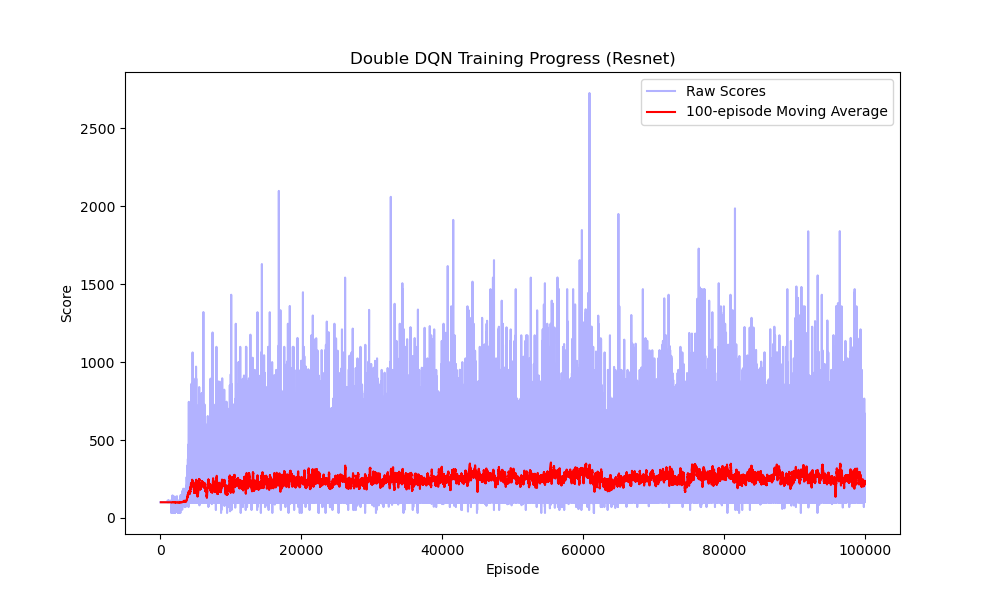 Double DQN Training Progress (Resnet)
Raw Scores
100-episode Moving Average
Score
2500
2000
1500
1000
500
0
0
20000
40000
60000
80000
100000
Episode